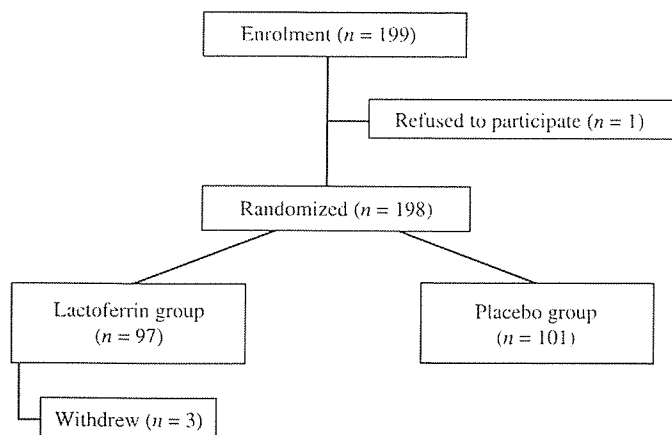 Enrolment (n = 199)
Refused to participate (n = 1)
Randomized (n = 198)
Lactoferrin group
(n = 97)
Placebo group
(n = 101)
Withdrew (n = 3)